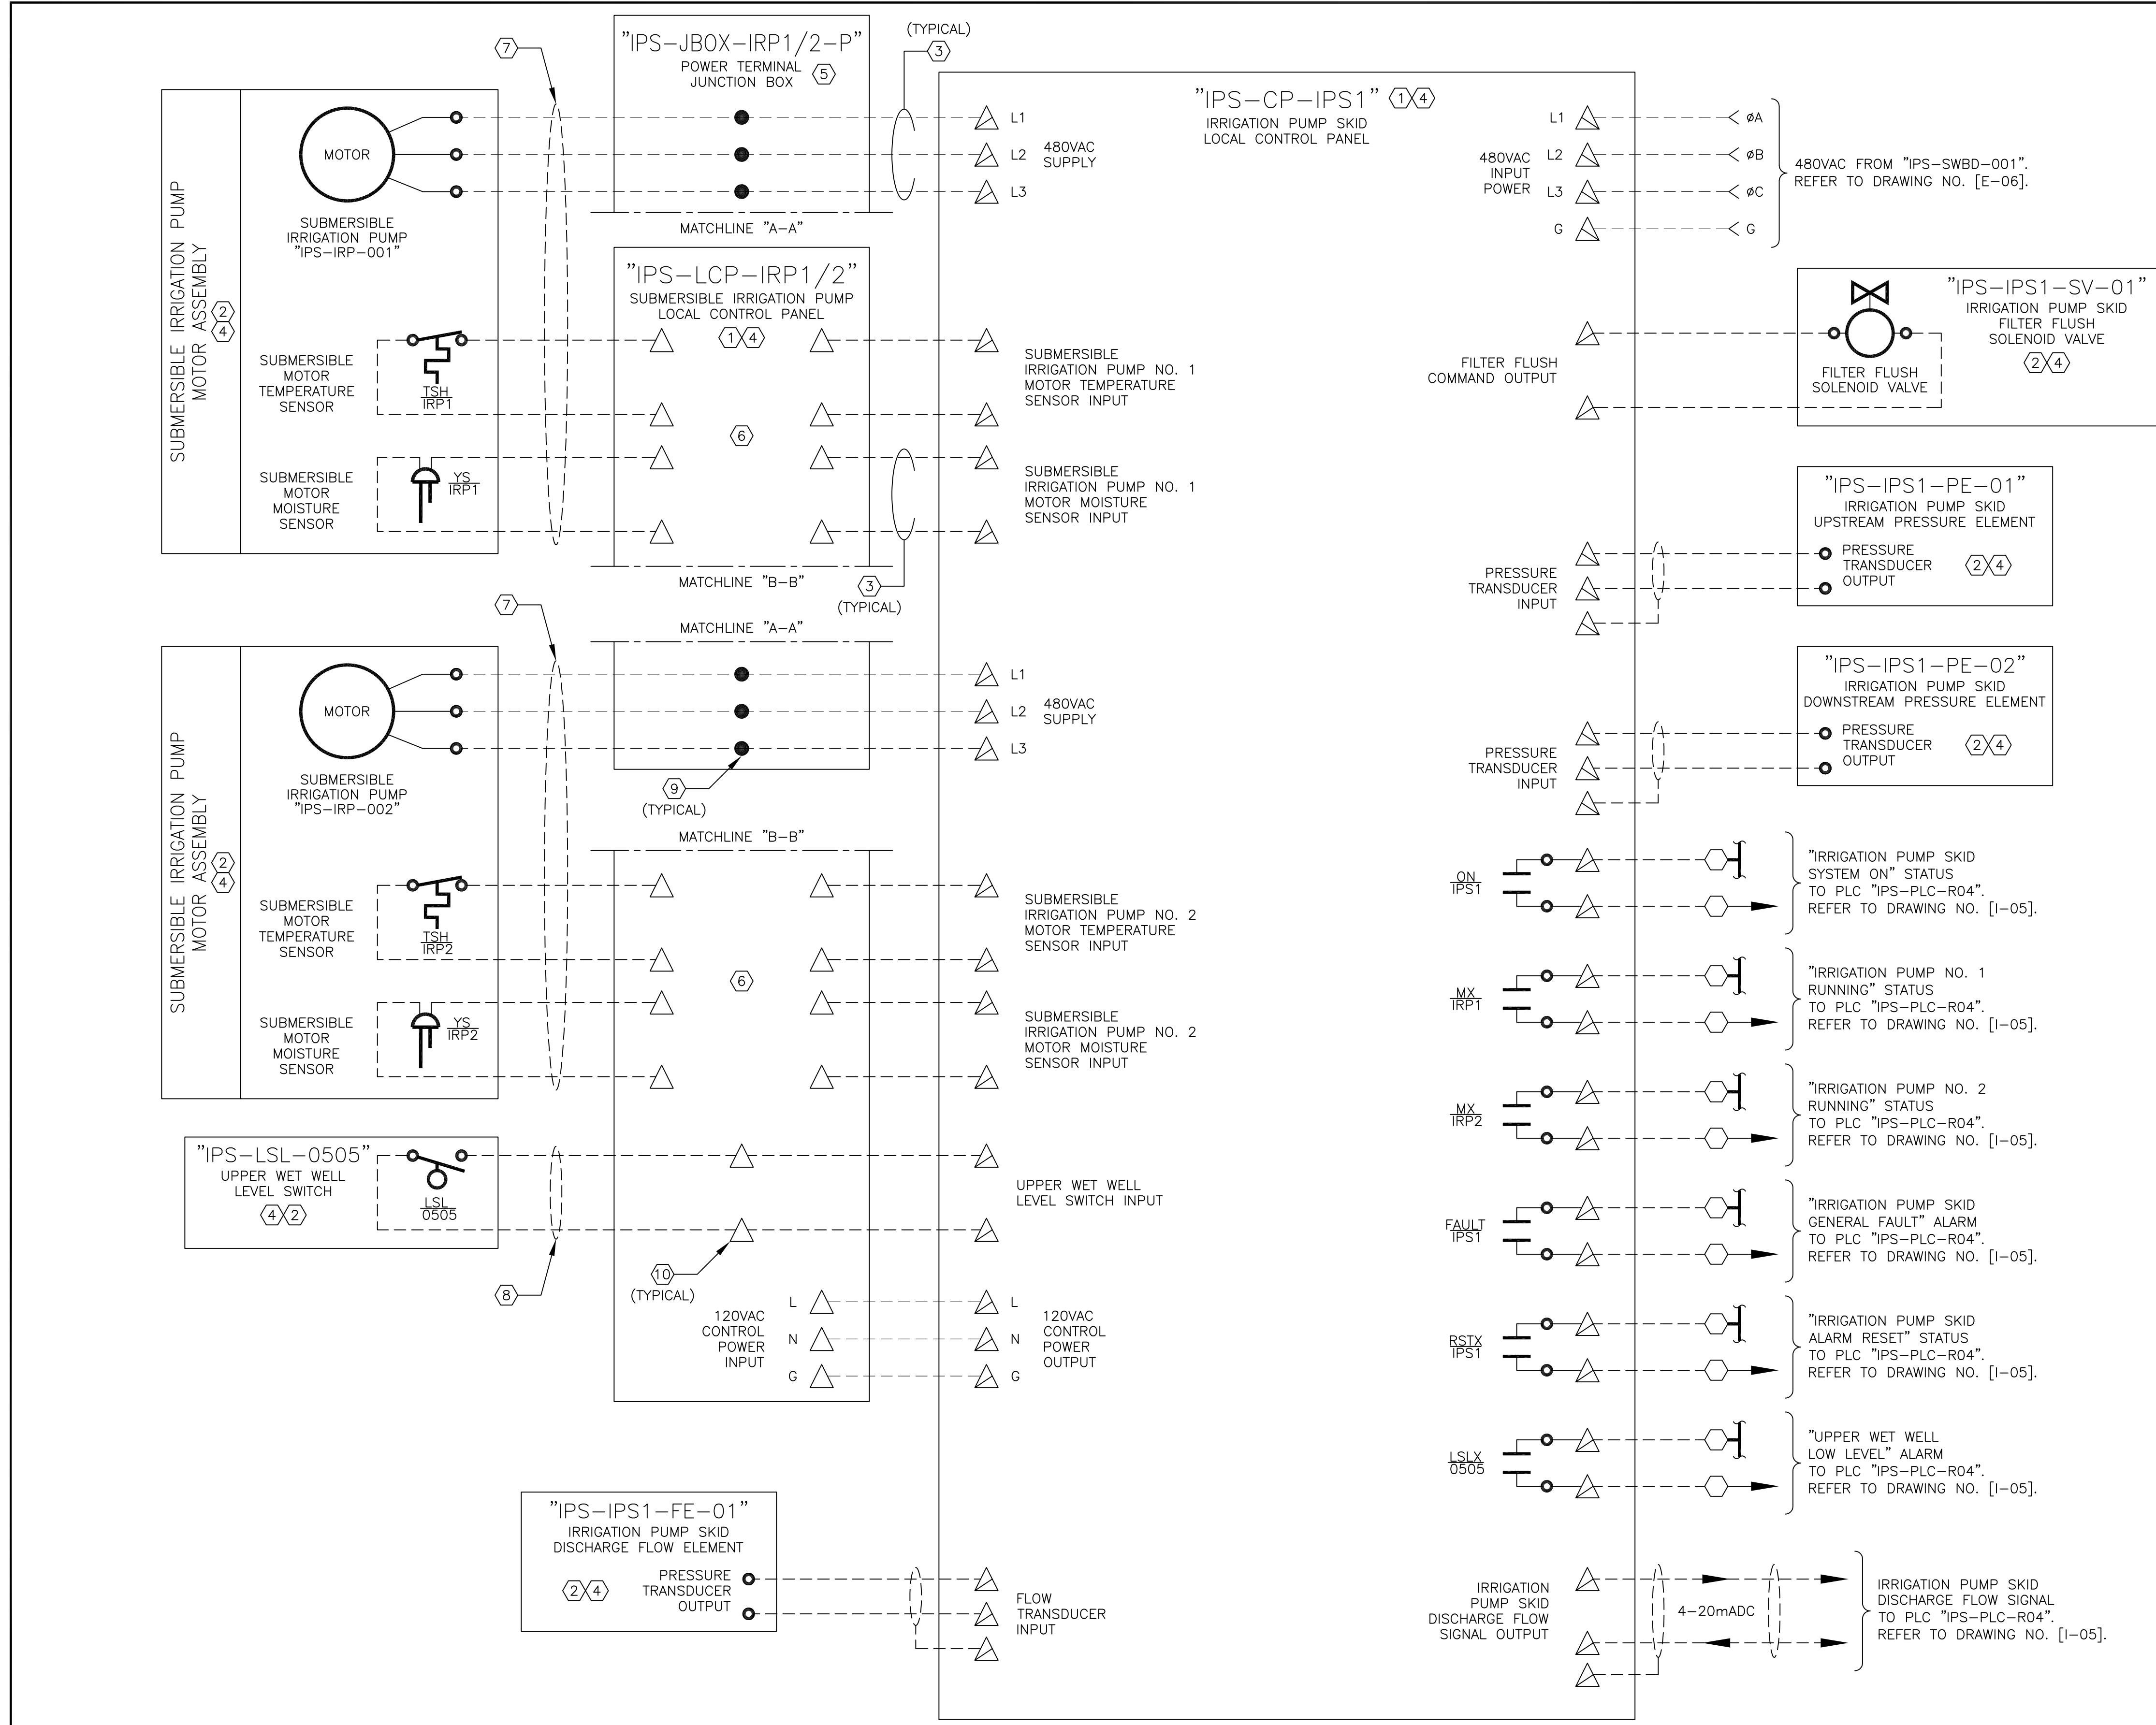 7
"IPS-JBOX-IRP1/2-P"
POWER TERMINAL
JUNCTION BOX
5
(TYPICAL)
3
SUBMERSIBLE IRRIGATION PUMP
MOTOR ASSEMBLY
2
4
MOTOR
SUBMERSIBLE
IRRIGATION PUMP
"IPS-IRP-001"
SUBMERSIBLE
MOTOR
TEMPERATURE
SENSOR
TSH
IRP1
SUBMERSIBLE
MOTOR
MOISTURE
SENSOR
YS
IRP1
MATCHLINE "A-A"
"IPS-LCP-IRP1/2"
SUBMERSIBLE IRRIGATION PUMP
LOCAL CONTROL PANEL
1 4
6
MATCHLINE "B-B"
3
(TYPICAL)
7
SUBMERSIBLE IRRIGATION PUMP
MOTOR ASSEMBLY
2
4
MOTOR
SUBMERSIBLE
IRRIGATION PUMP
"IPS-IRP-002"
SUBMERSIBLE
MOTOR
TEMPERATURE
SENSOR
TSH
IRP2
SUBMERSIBLE
MOTOR
MOISTURE
SENSOR
YS
IRP2
MATCHLINE "A-A"
9
(TYPICAL)
MATCHLINE "B-B"
6
"IPS-LSL-0505"
UPPER WET WELL
LEVEL SWITCH
4 2
LSL
0505
8
10
(TYPICAL)
L
120VAC
CONTROL
N
POWER
INPUT
G
"IPS-IPS1-FE-01"
IRRIGATION PUMP SKID
DISCHARGE FLOW ELEMENT
2 4
PRESSURE
TRANSDUCER
OUTPUT
"IPS-CP-IPS1" 1 4
IRRIGATION PUMP SKID
LOCAL CONTROL PANEL
L1
L2
480VAC
SUPPLY
L3
SUBMERSIBLE
IRRIGATION PUMP NO. 1
MOTOR TEMPERATURE
SENSOR INPUT
SUBMERSIBLE
IRRIGATION PUMP NO. 1
MOTOR MOISTURE
SENSOR INPUT
L1
L2
480VAC
SUPPLY
L3
SUBMERSIBLE
IRRIGATION PUMP NO. 2
MOTOR TEMPERATURE
SENSOR INPUT
SUBMERSIBLE
IRRIGATION PUMP NO. 2
MOTOR MOISTURE
SENSOR INPUT
UPPER WET WELL
LEVEL SWITCH INPUT
L
120VAC
CONTROL
N
POWER
OUTPUT
G
FLOW
TRANSDUCER
INPUT
L1
480VAC
INPUT
POWER
L2
L3
G
øA
øB
øC
G
480VAC FROM "IPS-SWBD-001".
REFER TO DRAWING NO. [E-06].
FILTER FLUSH
COMMAND OUTPUT
"IPS-IPS1-SV-01"
IRRIGATION PUMP SKID
FILTER FLUSH
SOLENOID VALVE
2 4
FILTER FLUSH
SOLENOID VALVE
PRESSURE
TRANSDUCER
INPUT
"IPS-IPS1-PE-01"
IRRIGATION PUMP SKID
UPSTREAM PRESSURE ELEMENT
PRESSURE
TRANSDUCER
OUTPUT
2 4
PRESSURE
TRANSDUCER
INPUT
"IPS-IPS1-PE-02"
IRRIGATION PUMP SKID
DOWNSTREAM PRESSURE ELEMENT
PRESSURE
TRANSDUCER
OUTPUT
2 4
ON
IPS1
"IRRIGATION PUMP SKID
SYSTEM ON" STATUS
TO PLC "IPS-PLC-R04".
REFER TO DRAWING NO. [I-05].
MX
IRP1
"IRRIGATION PUMP NO. 1
RUNNING" STATUS
TO PLC "IPS-PLC-R04".
REFER TO DRAWING NO. [I-05].
MX
IRP2
"IRRIGATION PUMP NO. 2
RUNNING" STATUS
TO PLC "IPS-PLC-R04".
REFER TO DRAWING NO. [I-05].
FAULT
IPS1
"IRRIGATION PUMP SKID
GENERAL FAULT" ALARM
TO PLC "IPS-PLC-R04".
REFER TO DRAWING NO. [I-05].
RSTX
IPS1
"IRRIGATION PUMP SKID
ALARM RESET" STATUS
TO PLC "IPS-PLC-R04".
REFER TO DRAWING NO. [I-05].
LSLX
0505
"UPPER WET WELL
LOW LEVEL" ALARM
TO PLC "IPS-PLC-R04".
REFER TO DRAWING NO. [I-05].
IRRIGATION
PUMP SKID
DISCHARGE FLOW
SIGNAL OUTPUT
4-20mADC
IRRIGATION PUMP SKID
DISCHARGE FLOW SIGNAL
TO PLC "IPS-PLC-R04".
REFER TO DRAWING NO. [I-05].